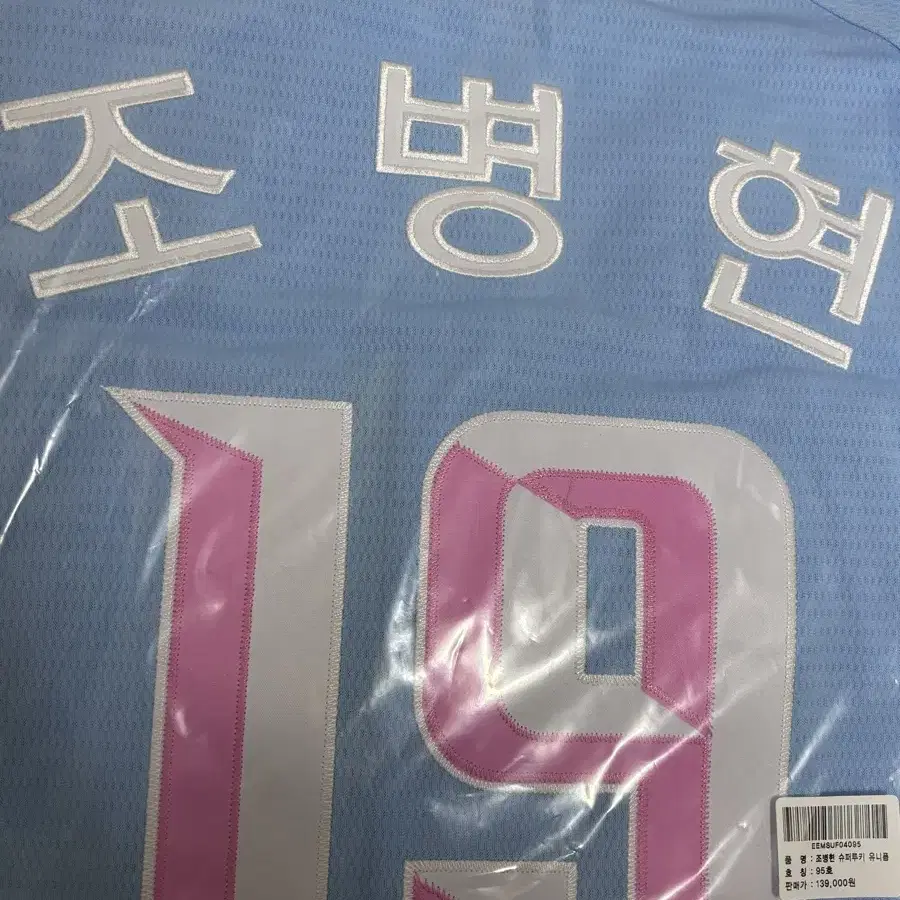 조병현
19
EEMSUF04095
품 명 : 조병현 슈퍼루키 유니폼
호 칭 : 95호
판매가 : 139,000원